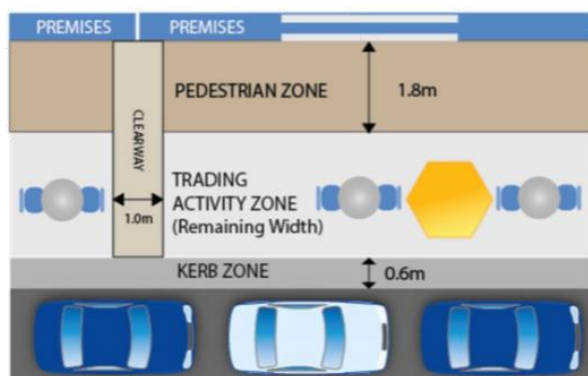 PREMISES
PREMISES
PEDESTRIAN ZONE
1.8m
CLEARWAY
TRADING
ACTIVITY ZONE
(Remaining Width)
1.0m
KERB ZONE
0.6m